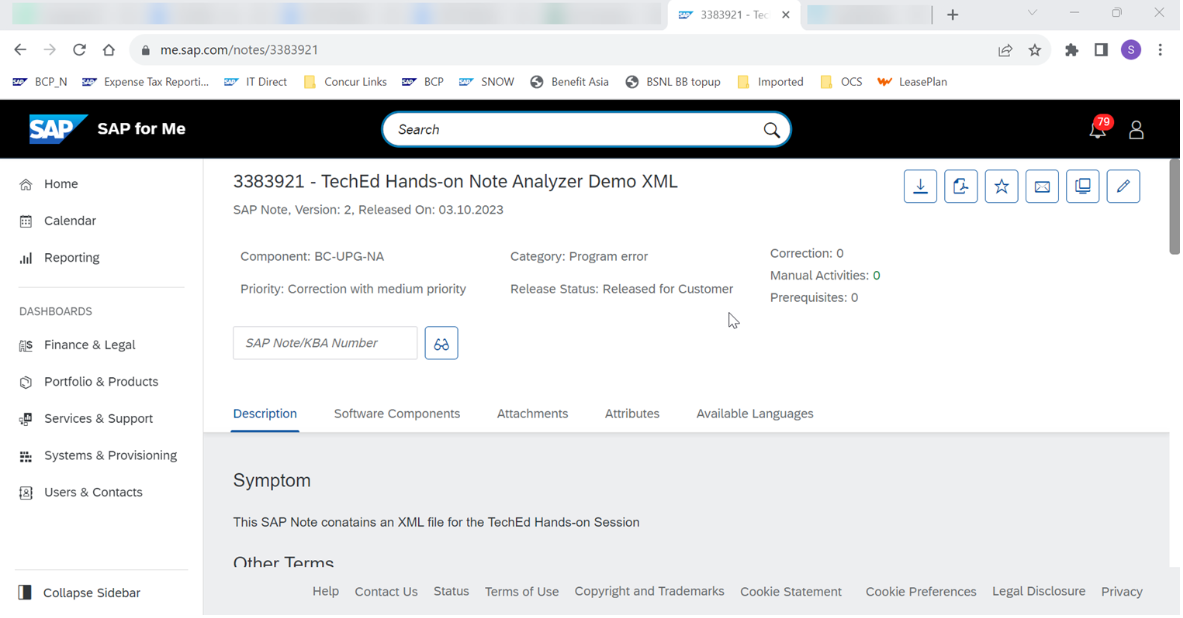 3383921 - Tec
me.sap.com/notes/3383921
S
BCP_N Expense Tax Reporti... IT Direct Concur Links BCP SNOW Benefit Asia BSNL BB topup Imported OCS LeasePlan
SAP SAP for Me Search 79
Home
Calendar
Reporting
DASHBOARDS
Finance & Legal
Portfolio & Products
Services & Support
Systems & Provisioning
Users & Contacts
Collapse Sidebar
3383921 - TechEd Hands-on Note Analyzer Demo XML
SAP Note, Version: 2, Released On: 03.10.2023
Component: BC-UPG-NA Category: Program error Correction: 0
Manual Activities: 0
Priority: Correction with medium priority Release Status: Released for Customer
Prerequisites: 0
SAP Note/KBA Number
Description Software Components Attachments Attributes Available Languages
Symptom
This SAP Note conatains an XML file for the TechEd Hands-on Session
Other Terms
Help Contact Us Status Terms of Use Copyright and Trademarks Cookie Statement Cookie Preferences Legal Disclosure Privacy